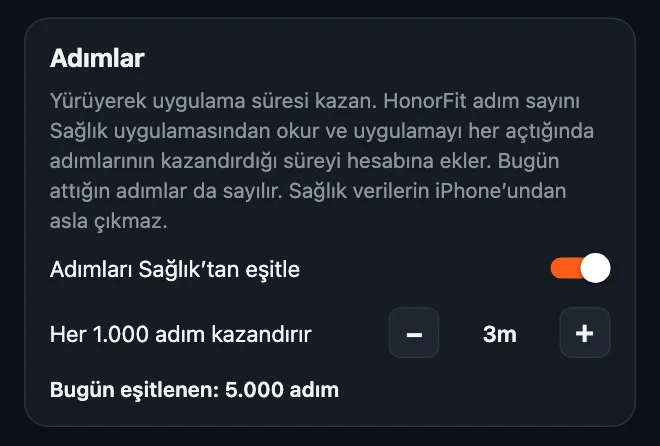 Adımlar
Yürüyerek uygulama süresi kazan. HonorFit adım sayını
Sağlık uygulamasından okur ve uygulamayı her açtığında
adımlarının kazandırdığı süreyi hesabına ekler. Bugün
attığın adımlar da sayılır. Sağlık verilerin iPhone’undan
asla çıkmaz.
Adımları Sağlık’tan eşitle
Her 1.000 adım kazandırır − 3m +
Bugün eşitlenen: 5.000 adım